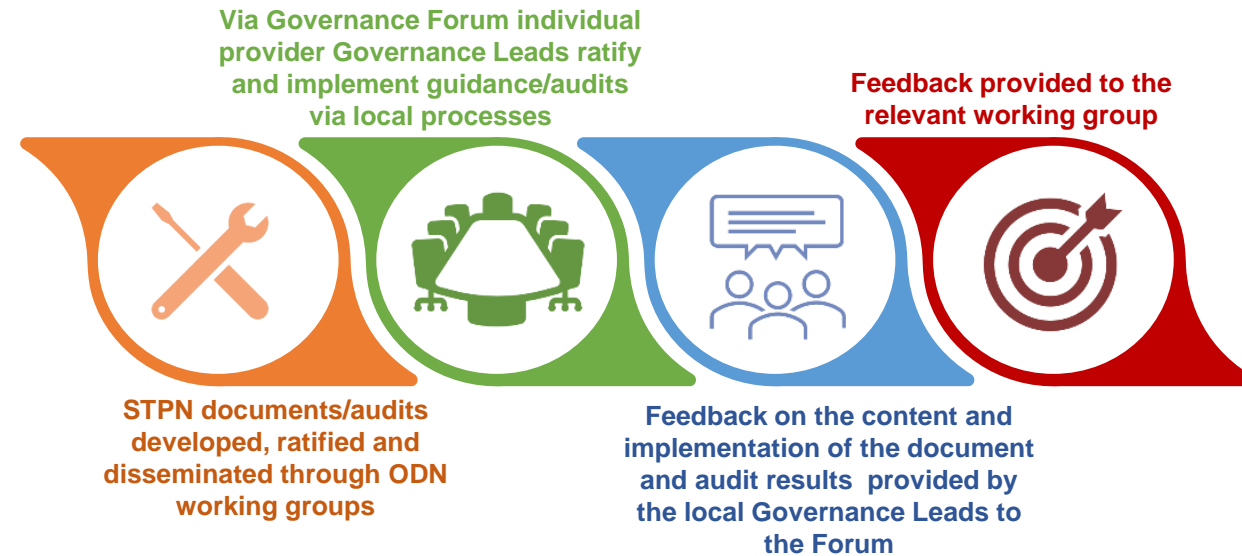 Via Governance Forum individual
provider Governance Leads ratify
and implement guidance/audits
via local processes
Feedback provided to the
relevant working group
STPN documents/audits
developed, ratified and
disseminated through ODN
working groups
Feedback on the content and
implementation of the document
and audit results  provided by
the local Governance Leads to
the Forum